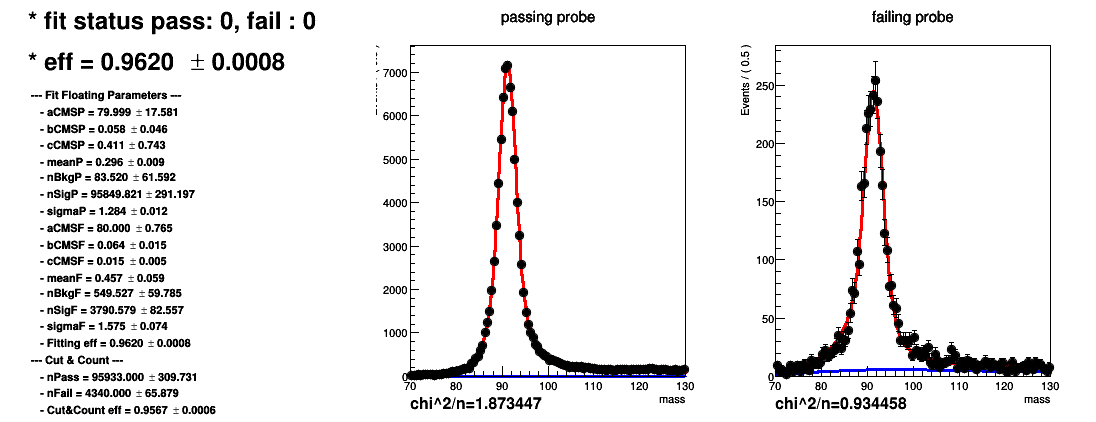 * fit status pass: 0, fail : 0
* eff = 0.9620 ± 0.0008
--- Fit Floating Parameters ---
- aCMSP = 79.999 ± 17.581
- bCMSP = 0.058 ± 0.046
- cCMSP = 0.411 ± 0.743
- meanP = 0.296 ± 0.009
- nBkgP = 83.520 ± 61.592
- nSigP = 95849.821 ± 291.197
- sigmaP = 1.284 ± 0.012
- aCMSF = 80.000 ± 0.765
- bCMSF = 0.064 ± 0.015
- cCMSF = 0.015 ± 0.005
- meanF = 0.457 ± 0.059
- nBkgF = 549.527 ± 59.785
- nSigF = 3790.579 ± 82.557
- sigmaF = 1.575 ± 0.074
- Fitting eff = 0.9620 ± 0.0008
--- Cut & Count ---
- nPass = 95933.000 ± 309.731
- nFail = 4340.000 ± 65.879
- Cut&Count eff = 0.9567 ± 0.0006
passing probe
7000
6000
5000
4000
3000
2000
1000
0
70 80 90 100 110 120 130
mass
chi^2/n=1.873447
failing probe
Events / ( 0.5 )
250
200
150
100
50
0
70 80 90 100 110 120 130
mass
chi^2/n=0.934458